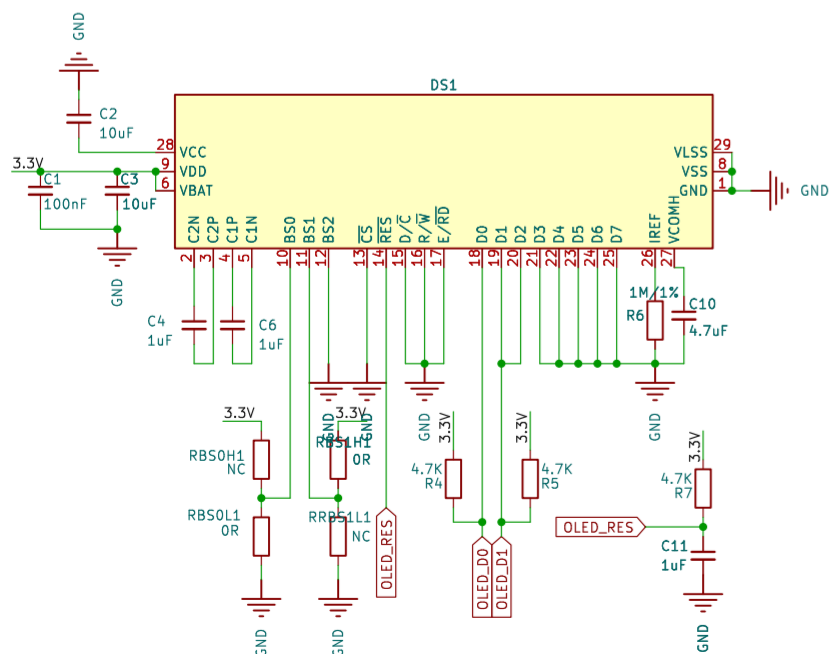 GND
DS1
C2
10uF
28
VCC
VLSS
29
3.3V
9
VDD
VSS
8
C1
C3
6
VBAT
GND
1
GND
100nF
10uF
C2N
C2P
C1P
C1N
BS0
BS1
BS2
CS
RES
D/C
R/W
E/RD
D0
D1
D2
D3
D4
D5
D6
D7
IREF
VCOMH
2
3
4
5
10
11
12
13
14
15
16
17
18
19
20
21
22
23
24
25
26
27
GND
1M/1%
R6
C10
4.7uF
C4
1uF
C6
1uF
GND
GND
GND
GND
3.3V
3.3V
3.3V
3.3V
3.3V
RBS0H1
NC
RBS1H1
0R
4.7K
R4
4.7K
R5
4.7K
R7
RBS0L1
0R
RRBS1L1
NC
OLED_RES
OLED_D0
OLED_D1
OLED_RES
C11
1uF
GND
GND
GND